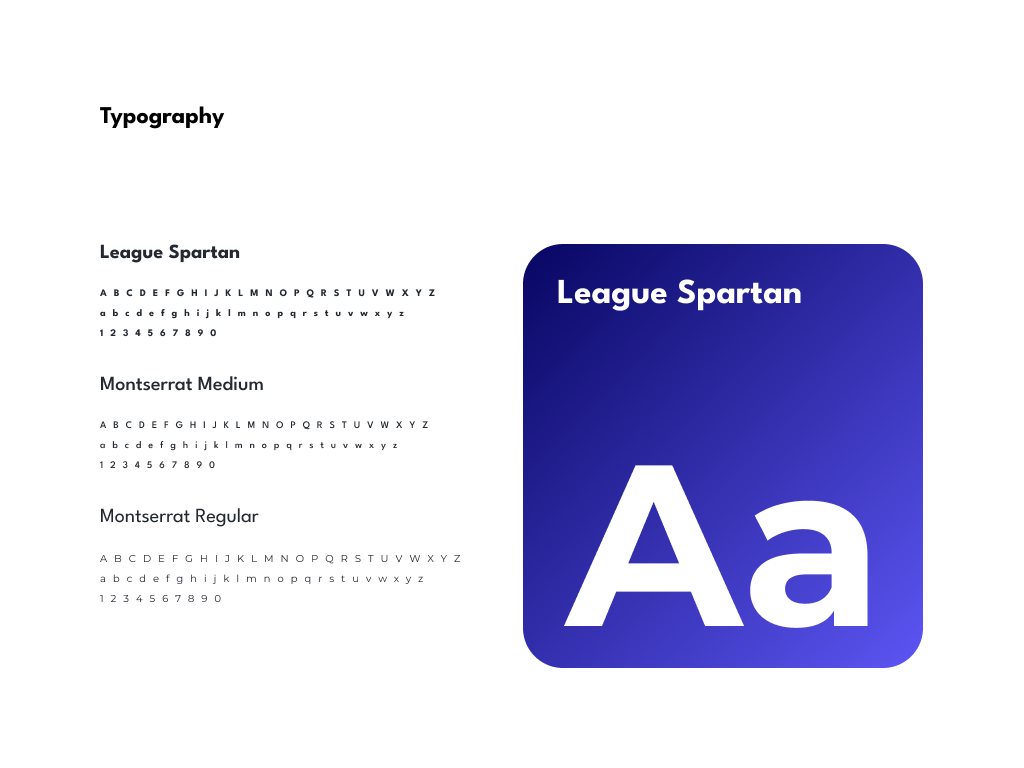 Typography
League Spartan
A B C D E F G H I J K L M N O P Q R S T U V W X Y Z
a b c d e f g h i j k l m n o p q r s t u v w x y z
1 2 3 4 5 6 7 8 9 0
Montserrat Medium
A B C D E F G H I J K L M N O P Q R S T U V W X Y Z
a b c d e f g h i j k l m n o p q r s t u v w x y z
1 2 3 4 5 6 7 8 9 0
Montserrat Regular
A B C D E F G H I J K L M N O P Q R S T U V W X Y Z
a b c d e f g h i j k l m n o p q r s t u v w x y z
1 2 3 4 5 6 7 8 9 0
League Spartan
Aa